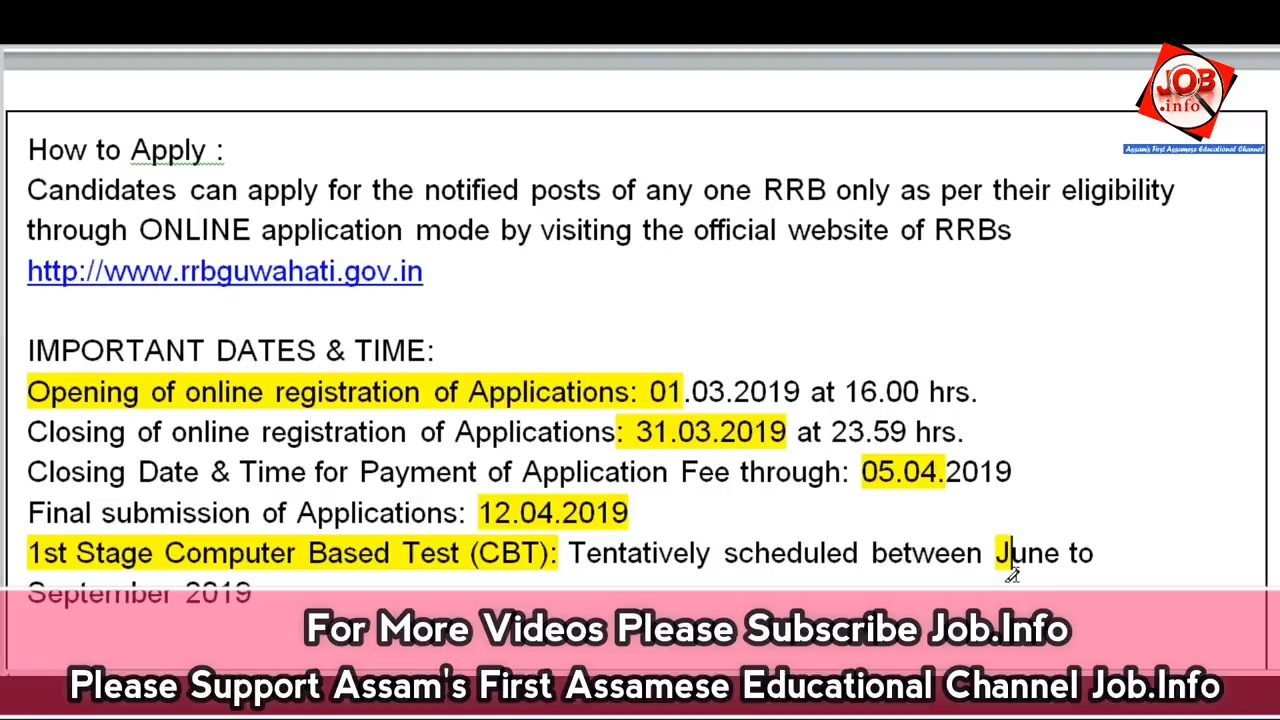 JOB
.info
Assam's First Assamese Educational Channel
How to Apply :
Candidates can apply for the notified posts of any one RRB only as per their eligibility
through ONLINE application mode by visiting the official website of RRBs
http://www.rrbguwahati.gov.in
IMPORTANT DATES & TIME:
Opening of online registration of Applications: 01.03.2019 at 16.00 hrs.
Closing of online registration of Applications: 31.03.2019 at 23.59 hrs.
Closing Date & Time for Payment of Application Fee through: 05.04.2019
Final submission of Applications: 12.04.2019
1st Stage Computer Based Test (CBT): Tentatively scheduled between June to
September 2019
For More Videos Please Subscribe Job.Info
Please Support Assam's First Assamese Educational Channel Job.Info